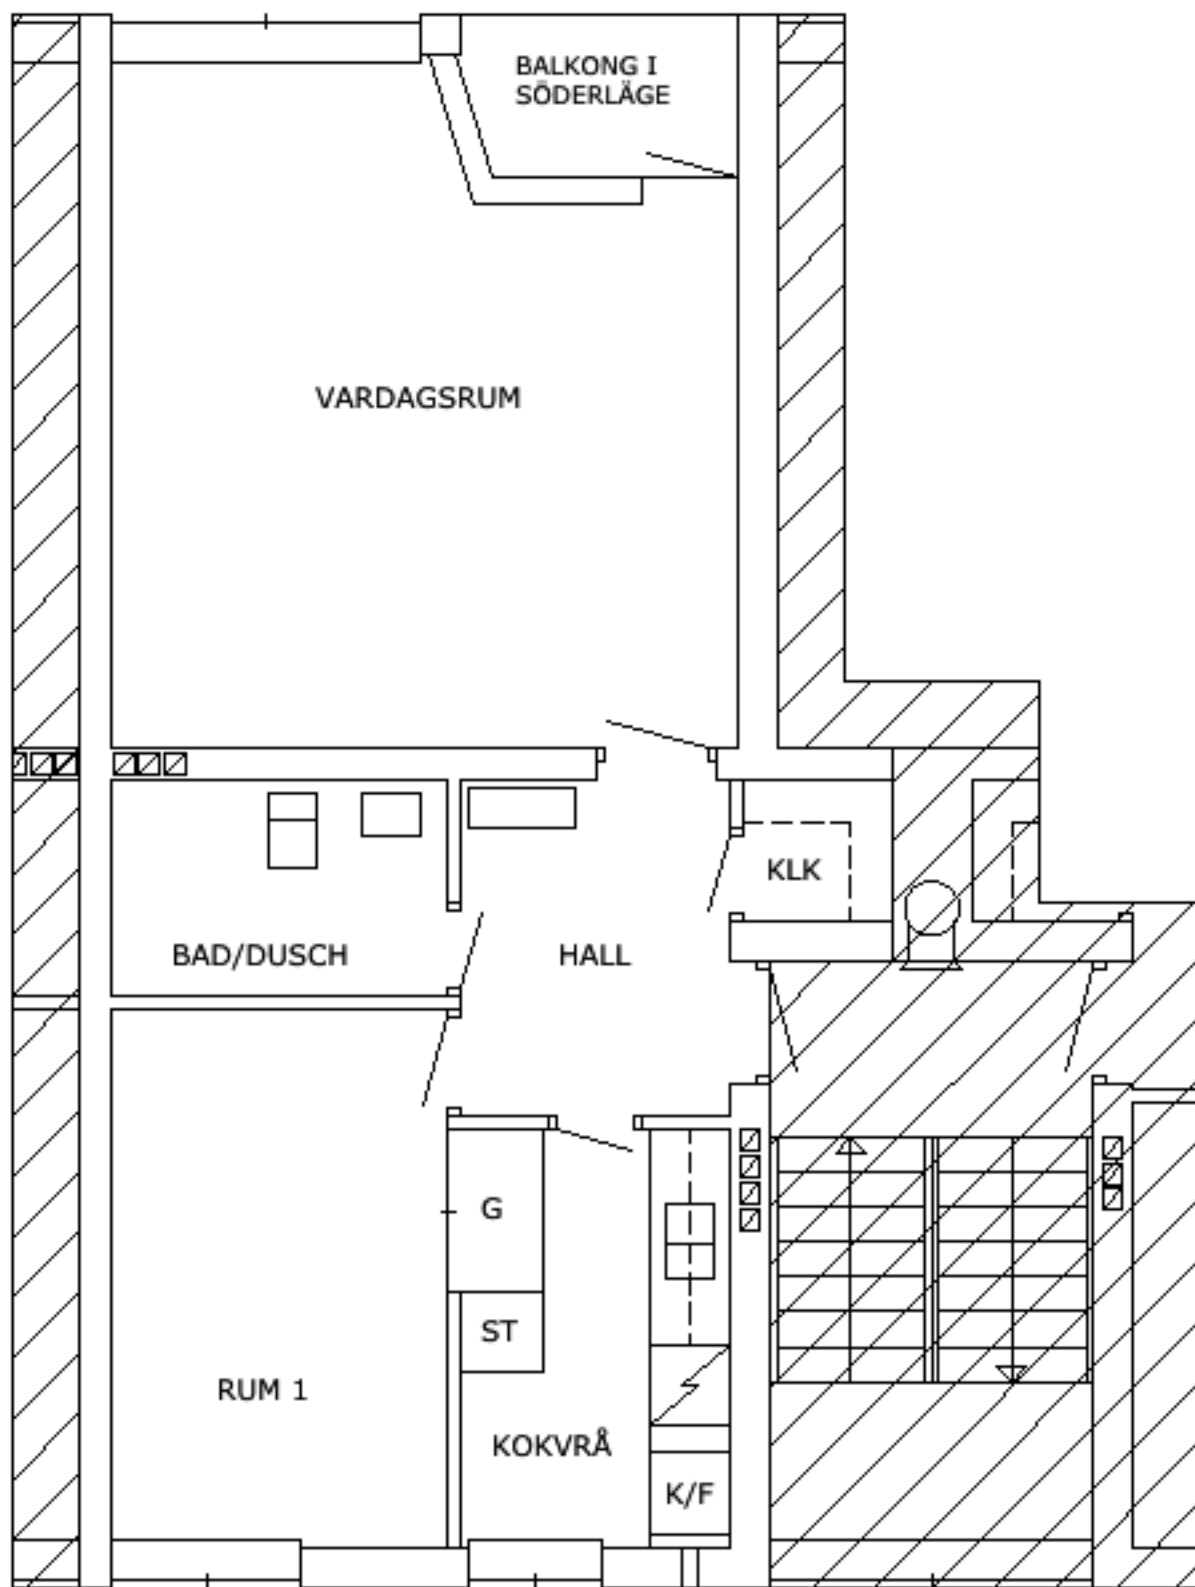 BALKONG I
SÖDERLÄGE
VARDAGSRUM
KLK
BAD/DUSCH
HALL
G
ST
RUM 1
KOKVRÅ
K/F